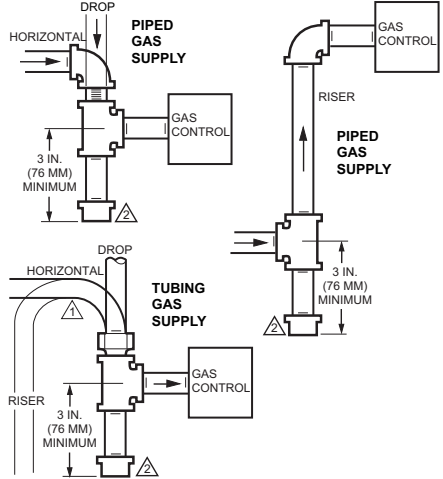 DROP
HORIZONTAL
PIPED
GAS
SUPPLY
GAS
CONTROL
3 IN.
(76 MM)
MINIMUM
2
GAS
CONTROL
RISER
PIPED
GAS
SUPPLY
3 IN.
(76 MM)
MINIMUM
2
DROP
HORIZONTAL
1
TUBING
GAS
SUPPLY
GAS
CONTROL
RISER
3 IN.
(76 MM)
MINIMUM
2